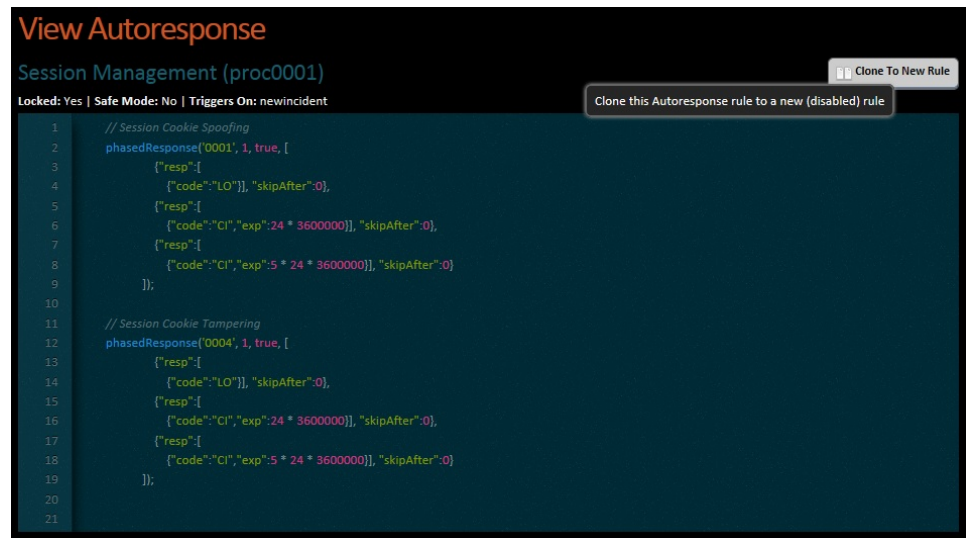 View Autoresponse
Session Management (proc0001)
Clone To New Rule
Locked: Yes | Safe Mode: No | Triggers On: newincident
Clone this Autoresponse rule to a new (disabled) rule
1 // Session Cookie Spoofing
2 phasedResponse('0001', 1, true, [
3 {"resp":[
4 {"code":"LO"}], "skipAfter":0},
5 {"resp":[
6 {"code":"CI","exp":24 * 3600000}], "skipAfter":0},
7 {"resp":[
8 {"code":"CI","exp":5 * 24 * 3600000}], "skipAfter":0}
9 ]);
10
11 // Session Cookie Tampering
12 phasedResponse('0004', 1, true, [
13 {"resp":[
14 {"code":"LO"}], "skipAfter":0},
15 {"resp":[
16 {"code":"CI","exp":24 * 3600000}], "skipAfter":0},
17 {"resp":[
18 {"code":"CI","exp":5 * 24 * 3600000}], "skipAfter":0}
19 ]);
20
21